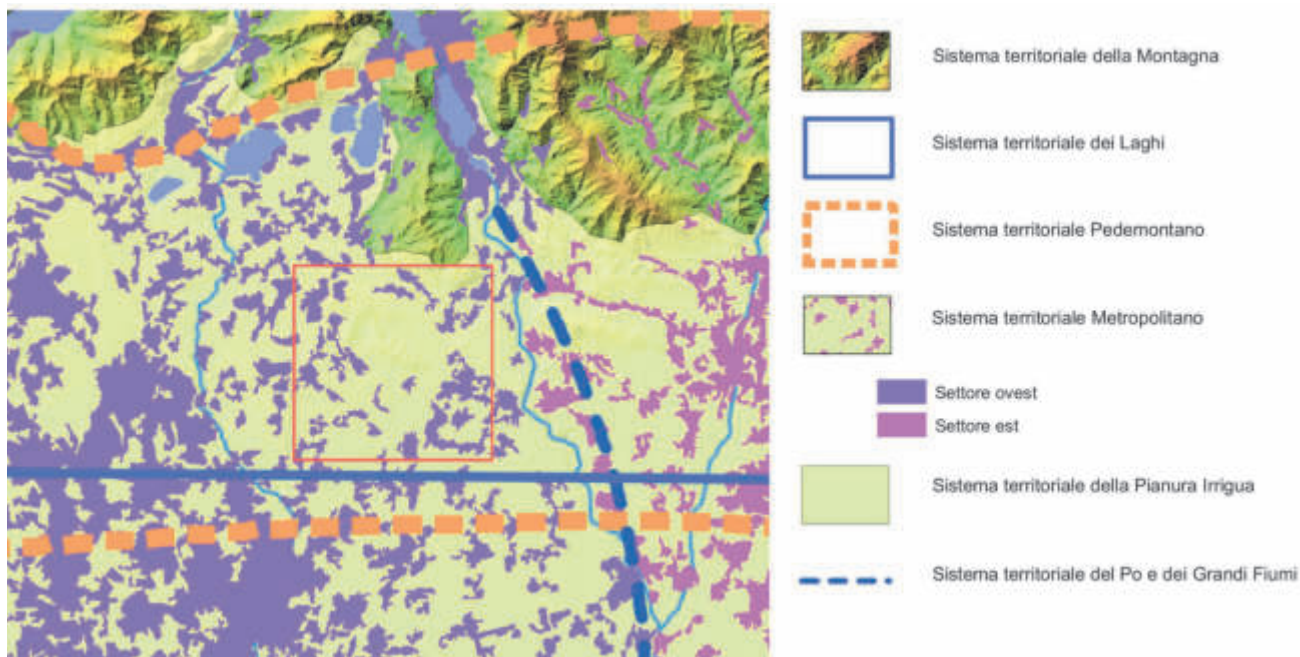 Sistema territoriale della Montagna
Sistema territoriale dei Laghi
Sistema territoriale Pedemontano
Sistema territoriale Metropolitano
Settore ovest
Settore est
Sistema territoriale della Pianura Irrigua
Sistema territoriale del Po e dei Grandi Fiumi